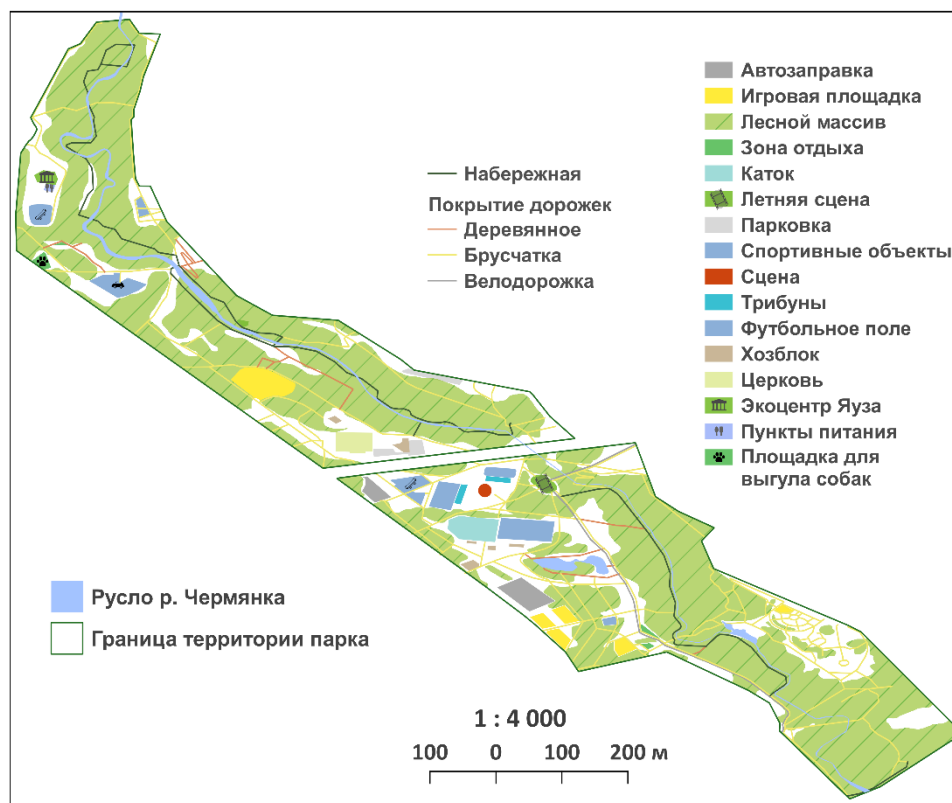 Автозаправка
Игровая площадка
Лесной массив
Зона отдыха
Каток
Летняя сцена
Парковка
Спортивные объекты
Сцена
Трибуны
Футбольное поле
Хозблок
Церковь
Экоцентр Яуза
Пункты питания
Площадка для
выгула собак
Набережная
Покрытие дорожек
Деревянное
Брусчатка
Велодорожка
Русло р. Чермянка
Граница территории парка
1 : 4 000
100 0 100 200 м